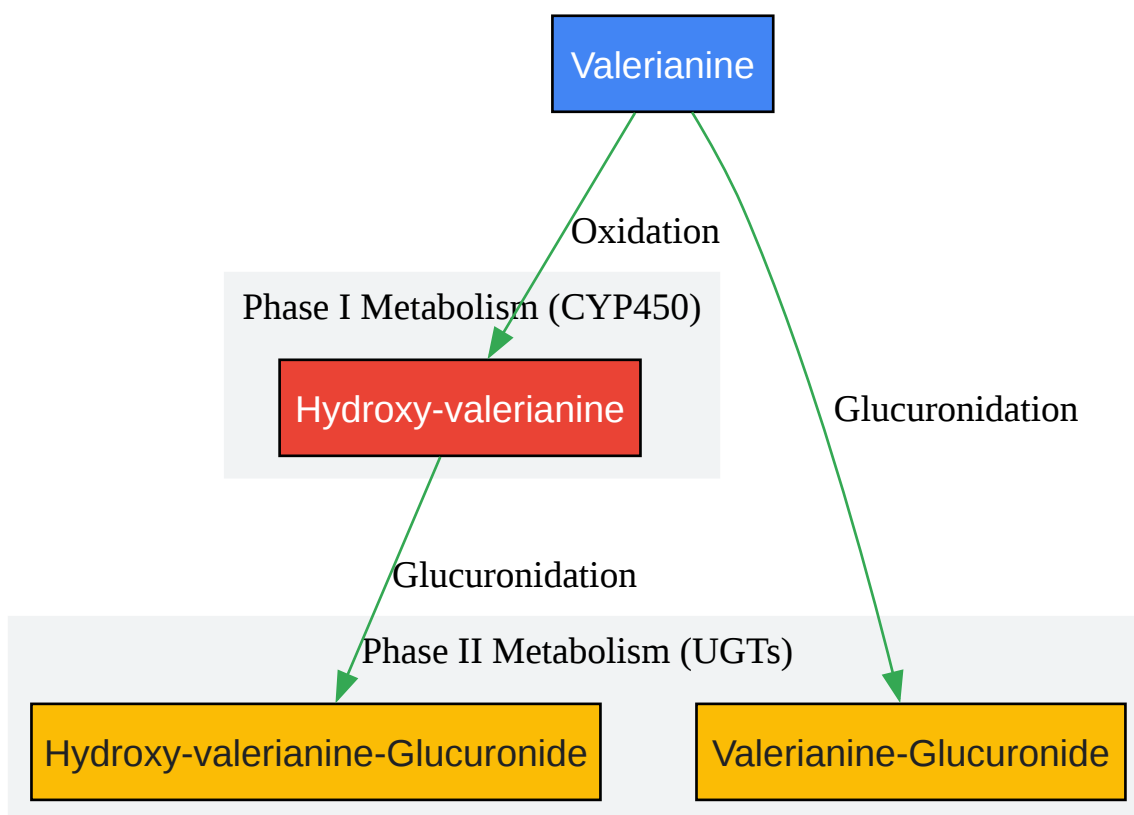 Valerianine
Oxidation
Phase I Metabolism (CYP450)
Hydroxy-valerianine
Glucuronidation
Glucuronidation
Phase II Metabolism (UGTs)
Hydroxy-valerianine-Glucuronide
Valerianine-Glucuronide